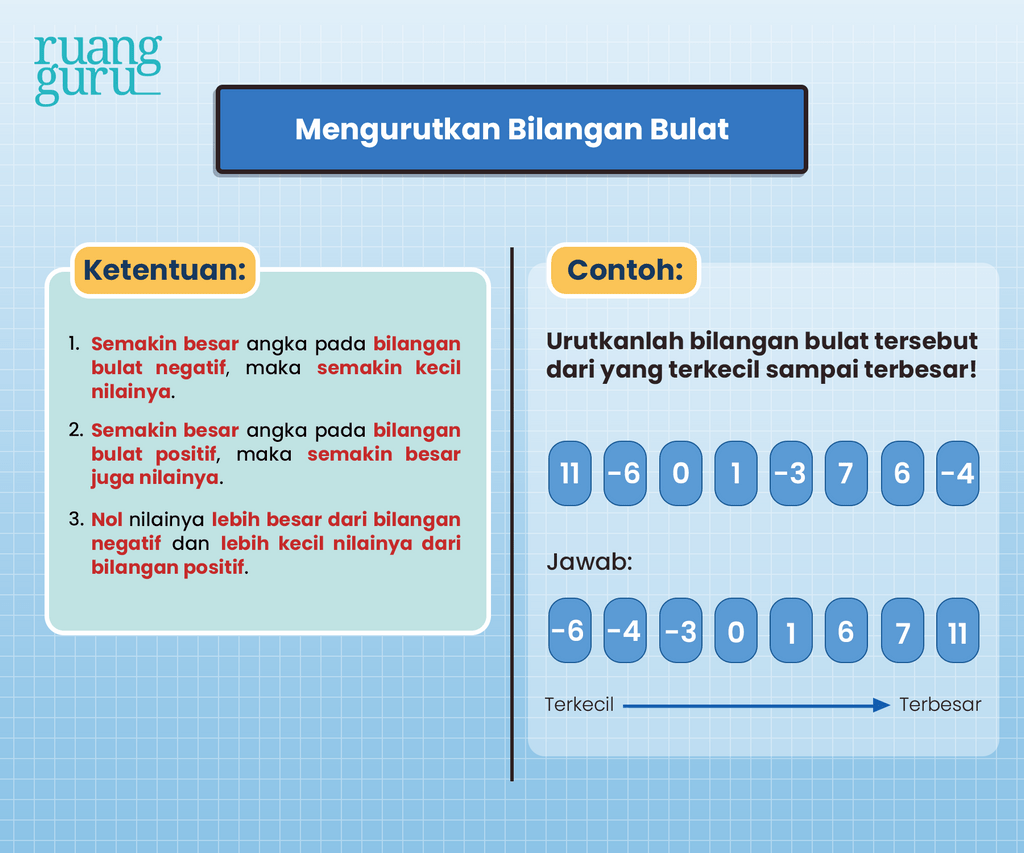 ruang
guru
Mengurutkan Bilangan Bulat
Ketentuan:
1. Semakin besar angka pada bilangan
bulat negatif, maka semakin kecil
nilainya.
2. Semakin besar angka pada bilangan
bulat positif, maka semakin besar
juga nilainya.
3. Nol nilainya lebih besar dari bilangan
negatif dan lebih kecil nilainya dari
bilangan positif.
Contoh:
Urutkanlah bilangan bulat tersebut
dari yang terkecil sampai terbesar!
11 −6 0 1 −3 7 6 −4
Jawab:
−6 −4 −3 0 1 6 7 11
Terkecil Terbesar